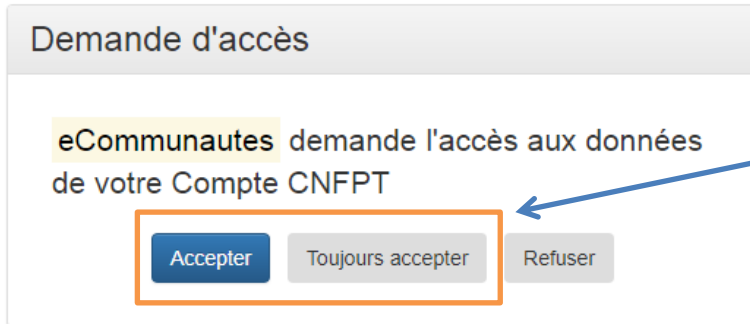 Demande d'accès
eCommunautes demande l'accès aux données
de votre Compte CNFPT
Accepter Toujours accepter Refuser